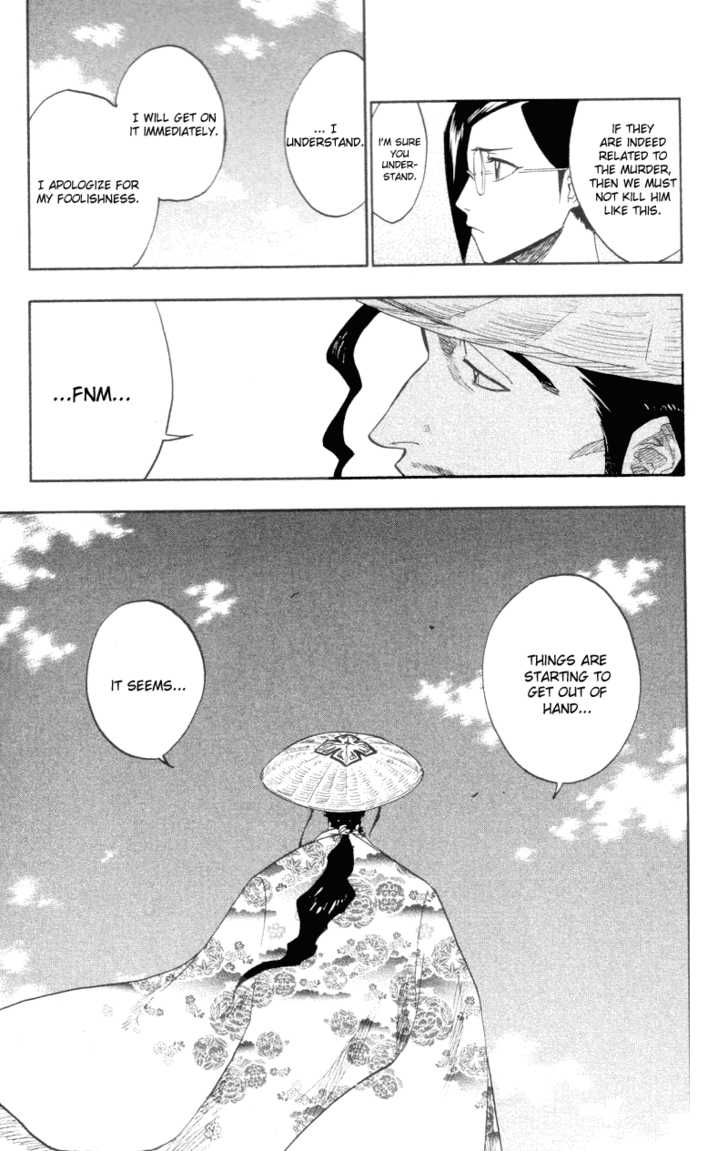 IF THEY
ARE INDEED
RELATED TO
THE MURDER,
THEN WE MUST
NOT KILL HIM
LIKE THIS.
I'M SURE
YOU
UNDER-
STAND.
... I
UNDERSTAND.
I WILL GET ON
IT IMMEDIATELY.
I APOLOGIZE FOR
MY FOOLISHNESS.
...FNM...
THINGS ARE
STARTING TO
GET OUT OF
HAND...
IT SEEMS...